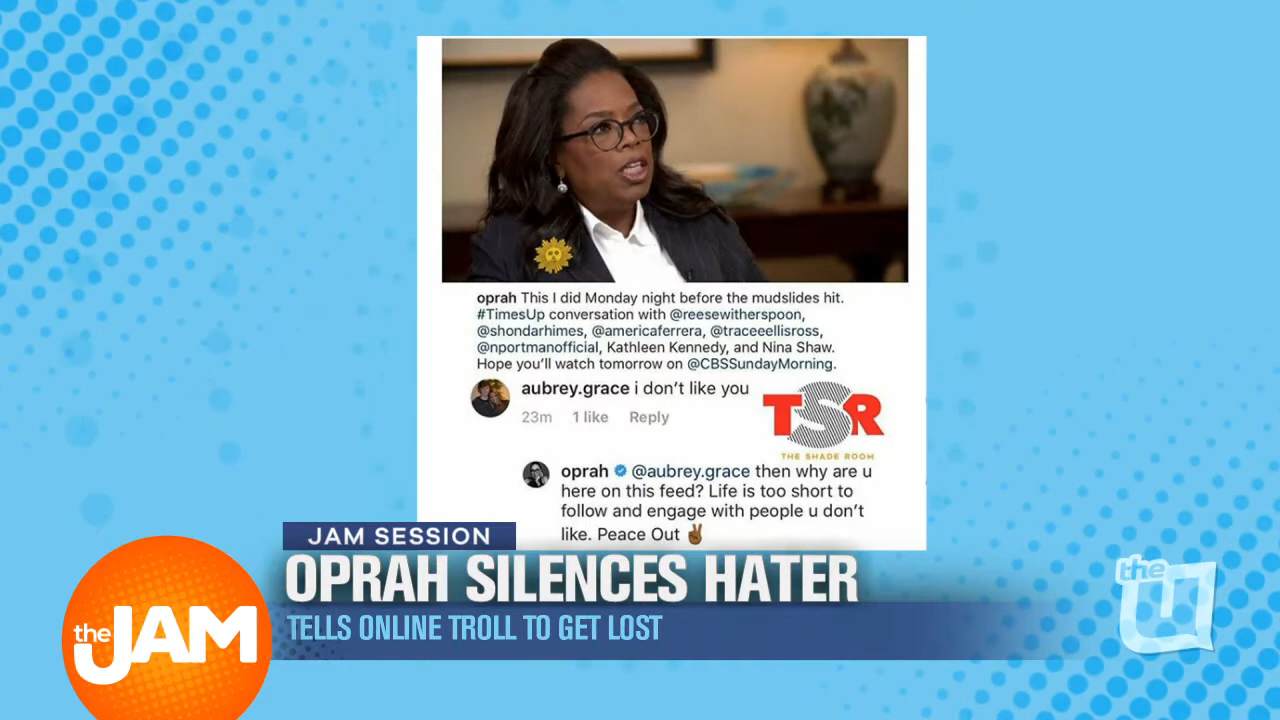 oprah This I did Monday night before the mudslides hit.
#TimesUp conversation with @reesewitherspoon,
@shondarhimes, @americaferrera, @traceeellisross,
@nportmanofficial, Kathleen Kennedy, and Nina Shaw.
Hope you'll watch tomorrow on @CBSSundayMorning.
aubrey.grace i don't like you
23m 1 like Reply
TSR
THE SHADE ROOM
oprah @aubrey.grace then why are u
here on this feed? Life is too short to
follow and engage with people u don't
like. Peace Out ✌🏾
JAM SESSION
OPRAH SILENCES HATER
TELLS ONLINE TROLL TO GET LOST
the JAM
the U